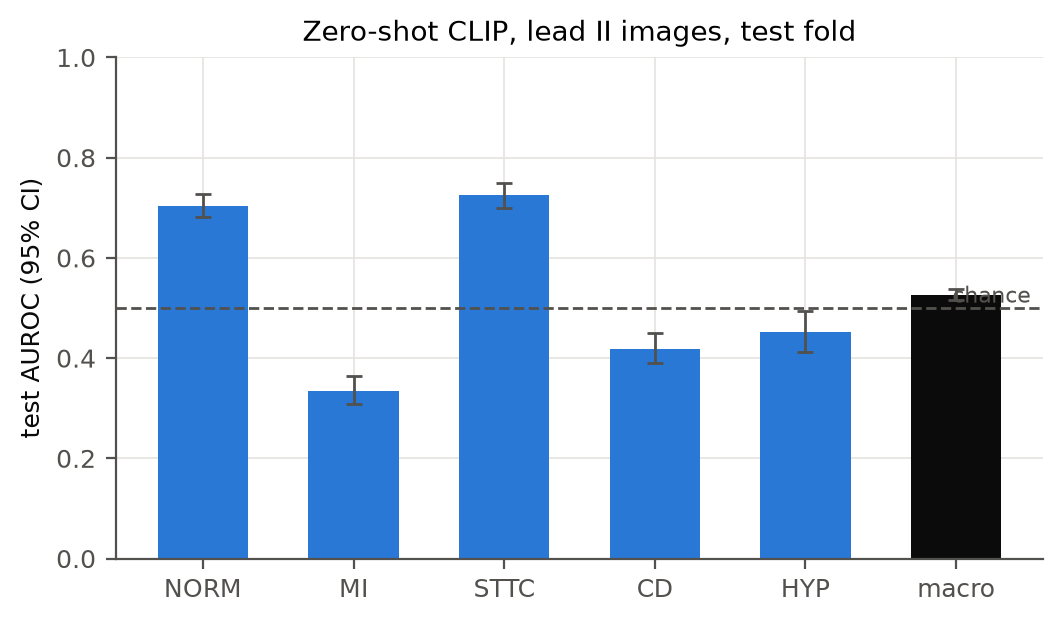 Zero-shot CLIP, lead II images, test fold
test AUROC (95% CI)
1.0
0.8
0.6
0.4
0.2
0.0
chance
NORM
MI
STTC
CD
HYP
macro